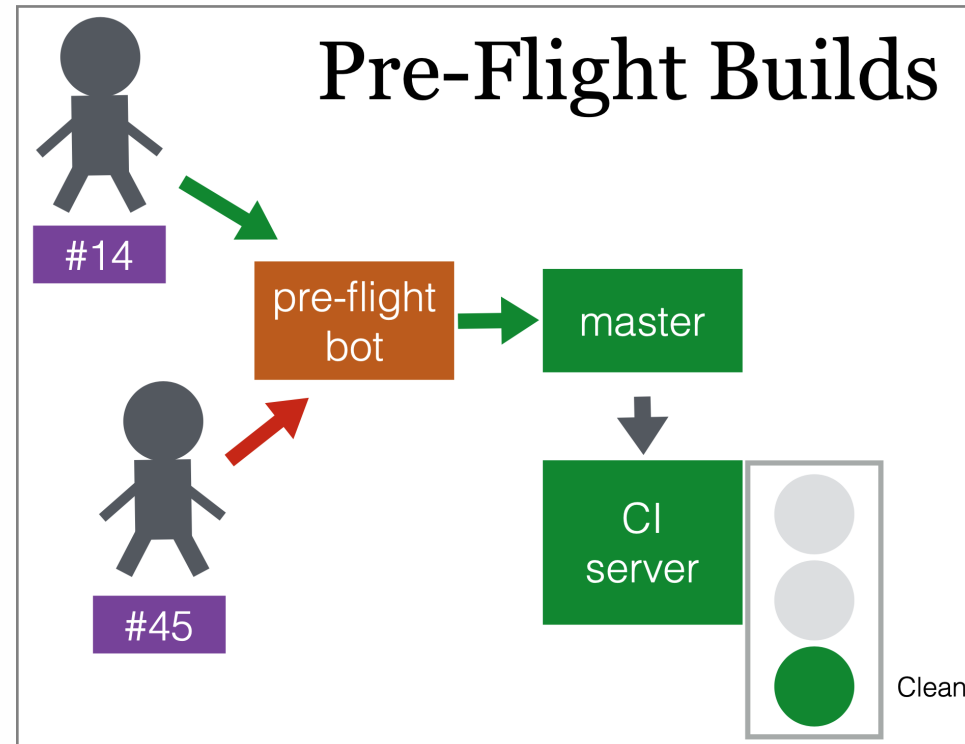 Pre-Flight Builds
#14
pre-flight
bot
master
CI
server
#45
Clean